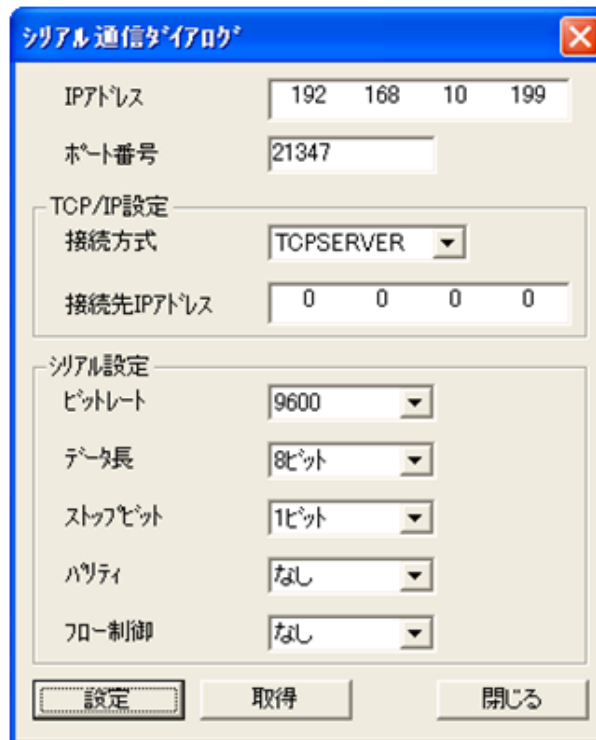 シリアル通信ダイアログ
IPアドレス 192 168 10 199
ポート番号 21347
TCP/IP設定
接続方式 TCPSERVER
接続先IPアドレス 0 0 0 0
シリアル設定
ビットレート 9600
データ長 8ビット
ストップビット 1ビット
パリティ なし
フロー制御 なし
設定 取得 閉じる